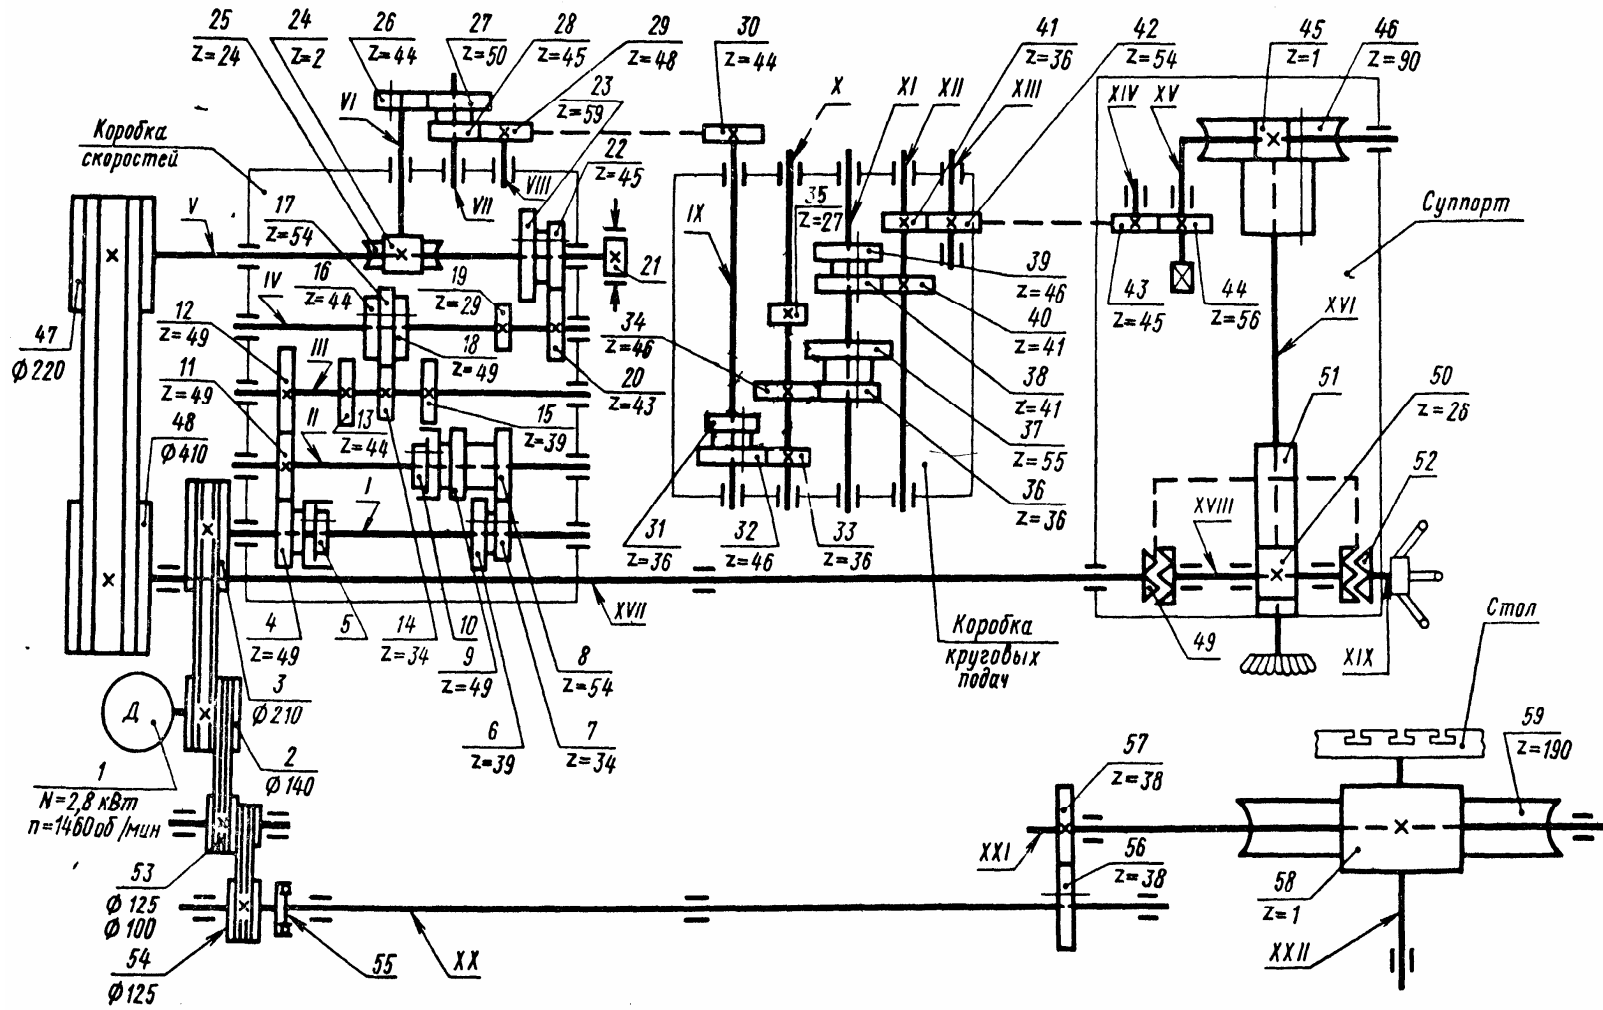 25
z=24
24
z=2
26
z=44
27
z=50
28
z=45
29
z=48
30
z=44
41
z=36
42
z=54
45
z=1
46
z=90
23
z=59
22
z=45
VI
VII
VIII
X
XI
XII
XIII
XIV
XV
Коробка
скоростей
V
17
z=54
16
z=44
IV
19
z=29
21
12
z=49
47
Ф220
11
z=49
III
18
z=49
20
z=43
13
z=44
15
z=39
II
48
Ф410
I
IX
35
z=27
34
z=46
39
z=46
40
z=41
38
z=41
37
z=55
36
z=36
31
z=36
32
z=46
33
z=36
43
z=45
44
z=56
Суппорт
XVI
51
50
z=26
52
XVIII
49
XIX
XVII
Коробка
круговых
подач
Стол
4
z=49
5
14
z=34
10
9
z=49
8
z=54
3
Ф210
6
z=39
7
z=34
Д
1
N=2,8 кВт
n=1460 об/мин
2
Ф140
53
Ф125
Ф100
54
Ф125
55
XX
57
z=38
56
z=38
XXI
58
z=1
59
z=190
XXII